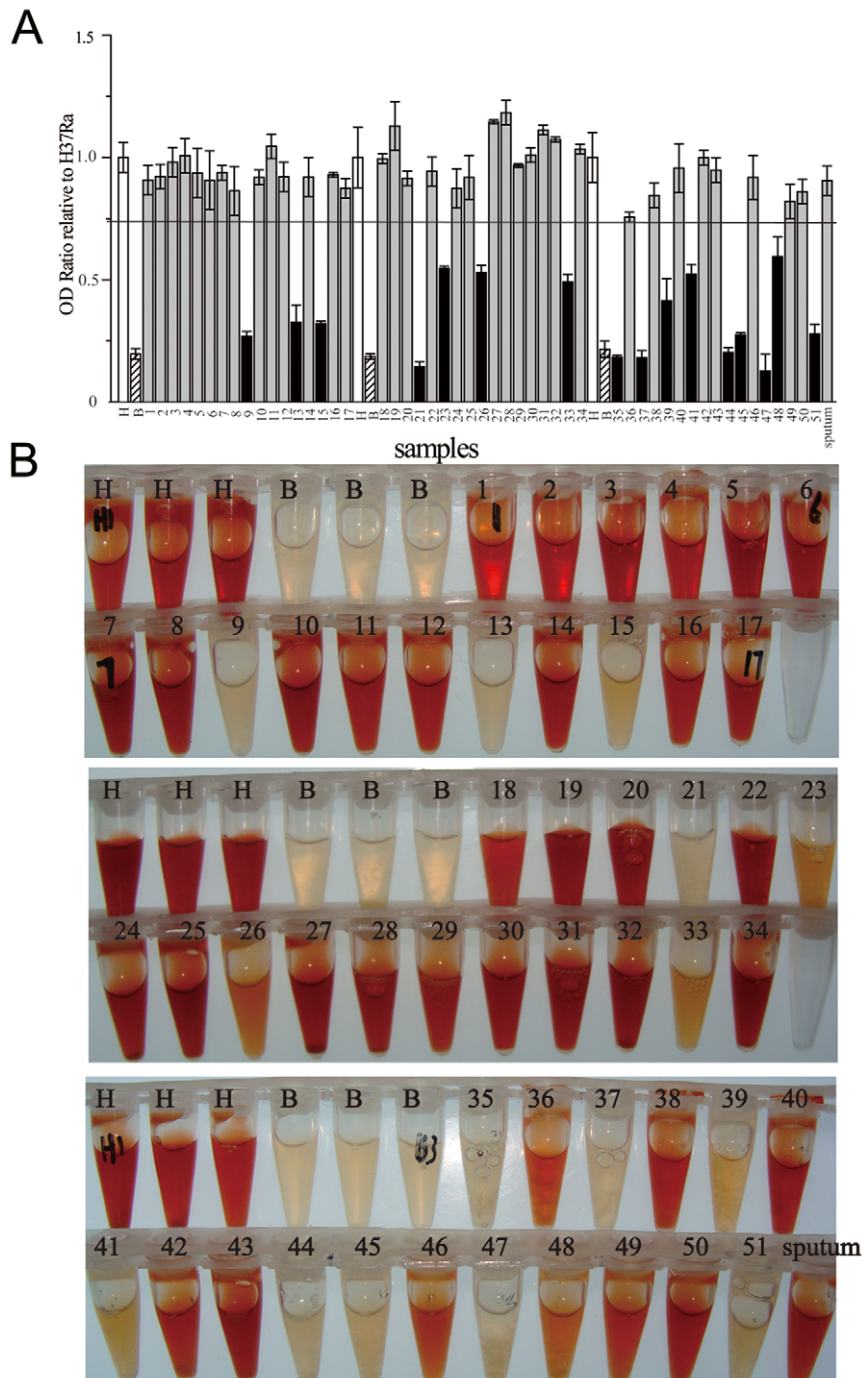 A
1.5
1.0
0.5
0
OD Ratio relative to H37Ra
H B 1 2 3 4 5 6 7 8 9 10 11 12 13 14 15 16 17 H B 18 19 20 21 22 23 24 25 26 27 28 29 30 31 32 33 34 H B 35 36 37 38 39 40 41 42 43 44 45 46 47 48 49 50 51 sputum
samples
B
H H H B B B 1 2 3 4 5 6
H1 1 6
7 8 9 10 11 12 13 14 15 16 17
7 17
H H H B B B 18 19 20 21 22 23
24 25 26 27 28 29 30 31 32 33 34
H H H B B B 35 36 37 38 39 40
H1 B3
41 42 43 44 45 46 47 48 49 50 51 sputum